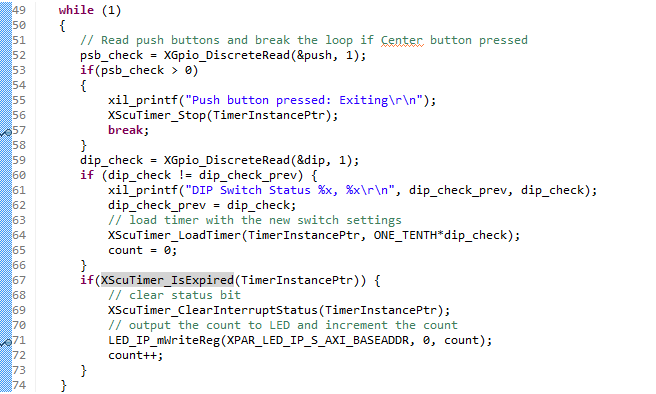 49 while (1)
50 {
51 // Read push buttons and break the loop if Center button pressed
52 psb_check = XGpio_DiscreteRead(&push, 1);
53 if(psb_check > 0)
54 {
55 xil_printf("Push button pressed: Exiting\r\n");
56 XScuTimer_Stop(TimerInstancePtr);
57 break;
58 }
59 dip_check = XGpio_DiscreteRead(&dip, 1);
60 if (dip_check != dip_check_prev) {
61 xil_printf("DIP Switch Status %x, %x\r\n", dip_check_prev, dip_check);
62 dip_check_prev = dip_check;
63 // load timer with the new switch settings
64 XScuTimer_LoadTimer(TimerInstancePtr, ONE_TENTH*dip_check);
65 count = 0;
66 }
67 if(XScuTimer_IsExpired(TimerInstancePtr)) {
68 // clear status bit
69 XScuTimer_ClearInterruptStatus(TimerInstancePtr);
70 // output the count to LED and increment the count
71 LED_IP_mWriteReg(XPAR_LED_IP_S_AXI_BASEADDR, 0, count);
72 count++;
73 }
74 }